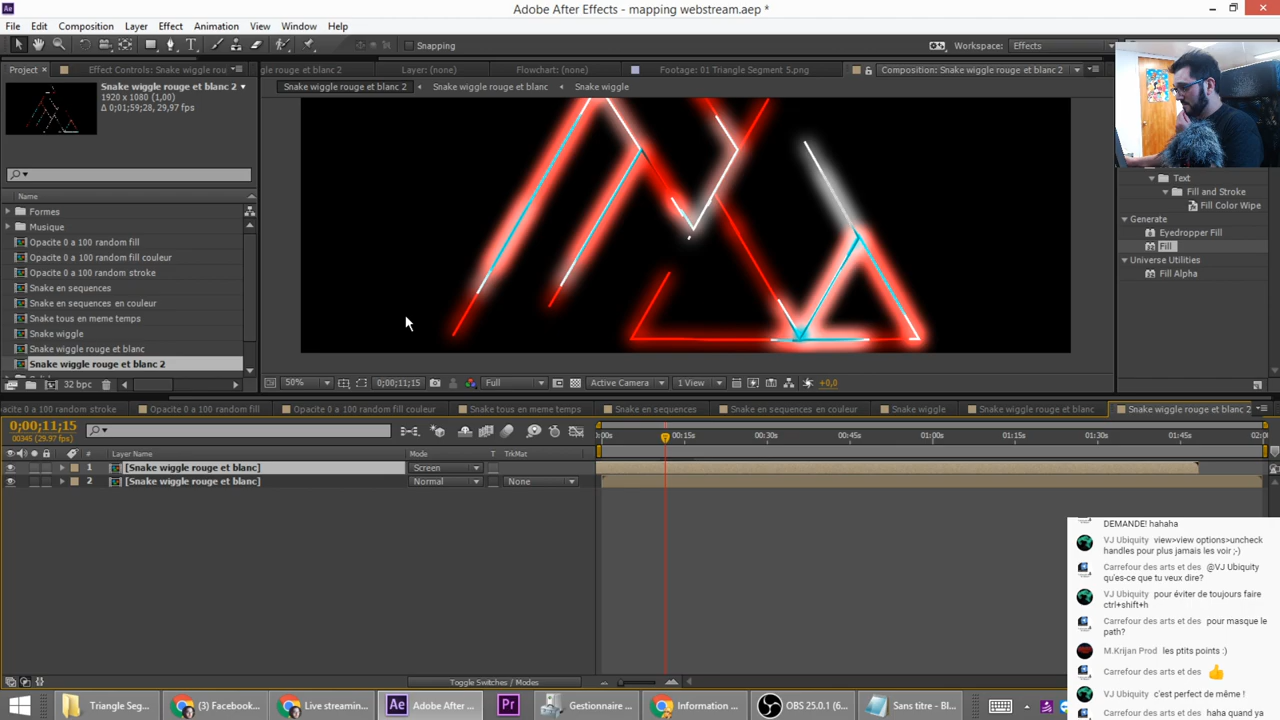 Adobe After Effects - mapping webstream.aep *
File Edit Composition Layer Effect Animation View Window Help
Snapping
Workspace: Effects
Project
Effect Controls: Snake wiggle rou
gle rouge et blanc 2
Layer: (none)
Flowchart: (none)
Footage: 01 Triangle Segment 5.png
Composition: Snake wiggle rouge et blanc 2
Snake wiggle rouge et blanc 2
1920 x 1080 (1,00)
Δ 0;01;59;28, 29,97 fps
Snake wiggle rouge et blanc 2
Snake wiggle rouge et blanc
Snake wiggle
Name
Formes
Musique
Opacite 0 a 100 random fill
Opacite 0 a 100 random fill couleur
Opacite 0 a 100 random stroke
Snake en sequences
Snake en sequences en couleur
Snake tous en meme temps
Snake wiggle
Snake wiggle rouge et blanc
Snake wiggle rouge et blanc 2
32 bpc
Text
Fill and Stroke
Fill Color Wipe
Generate
Eyedropper Fill
Fill
Universe Utilities
Fill Alpha
50%
0;00;11;15
Full
Active Camera
1 View
+0,0
acite 0 a 100 random stroke
Opacite 0 a 100 random fill
Opacite 0 a 100 random fill couleur
Snake tous en meme temps
Snake en sequences
Snake en sequences en couleur
Snake wiggle
Snake wiggle rouge et blanc
Snake wiggle rouge et blanc 2
0;00;11;15
00345 (29.97 fps)
:00s 00:15s 00:30s 00:45s 01:00s 01:15s 01:30s 01:45s 02:0
# Layer Name Mode T TrkMat
1 [Snake wiggle rouge et blanc] Screen
2 [Snake wiggle rouge et blanc] Normal None
DEMANDE! hahaha
VJ Ubiquity view>view options>uncheck
handles pour plus jamais les voir ;-)
Carrefour des arts et des @VJ Ubiquity
qu'es-ce que tu veux dire?
VJ Ubiquity pour éviter de toujours faire
ctrl+shift+h
Carrefour des arts et des pour masque le
path?
M.Krijan Prod les ptits points :)
Carrefour des arts et des 👍
VJ Ubiquity c'est perfect de même !
Carrefour des arts et des haha quand ya
Toggle Switches / Modes
Triangle Seg...
(3) Facebook...
Live streamin...
Adobe After ...
Gestionnaire ...
Information ...
OBS 25.0.1 (6...
Sans titre - Bl...